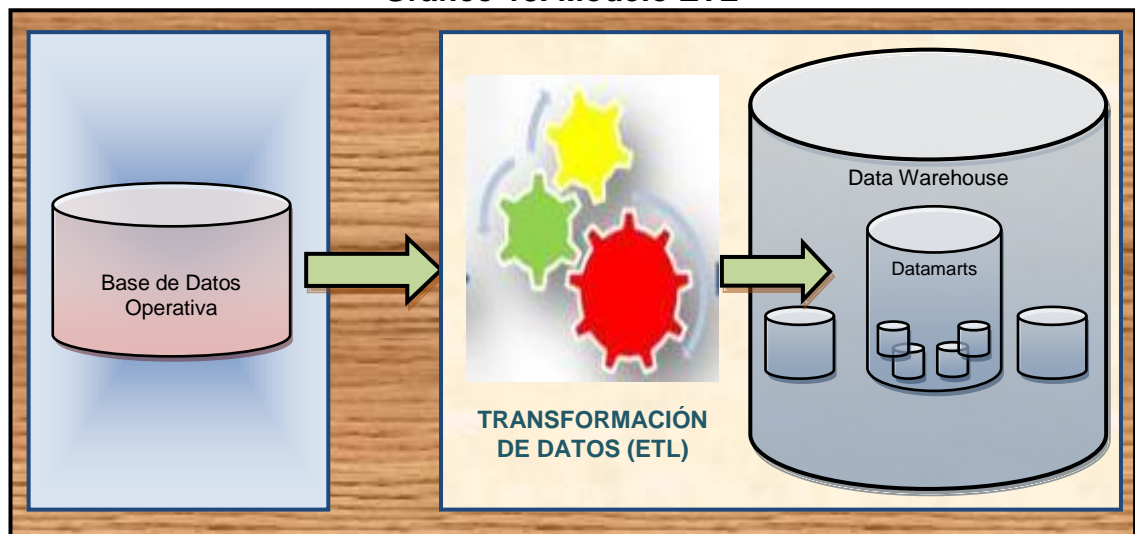 Base de Datos
Operativa
TRANSFORMACIÓN
DE DATOS (ETL)
Data Warehouse
Datamarts